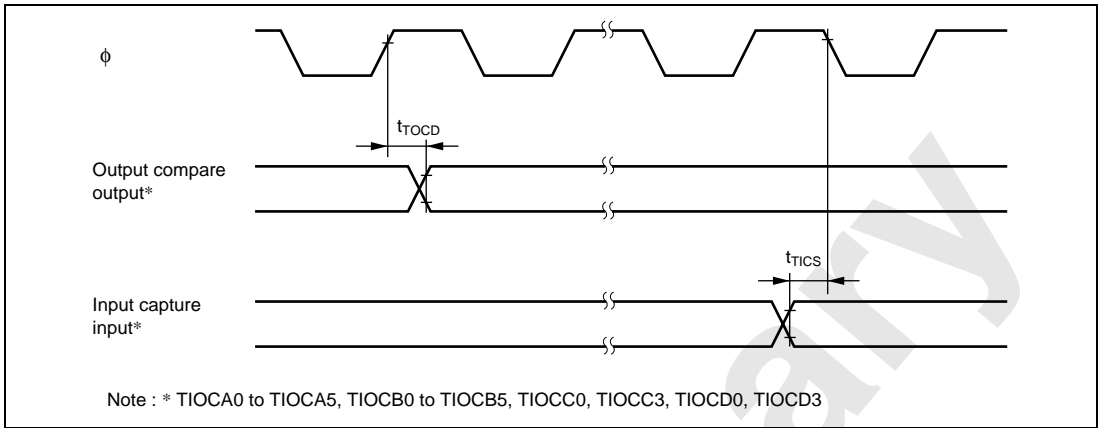 ϕ
tTOCD
Output compare
output*
tTICS
Input capture
input*
Note : * TIOCA0 to TIOCA5, TIOCB0 to TIOCB5, TIOCC0, TIOCC3, TIOCD0, TIOCD3
ary